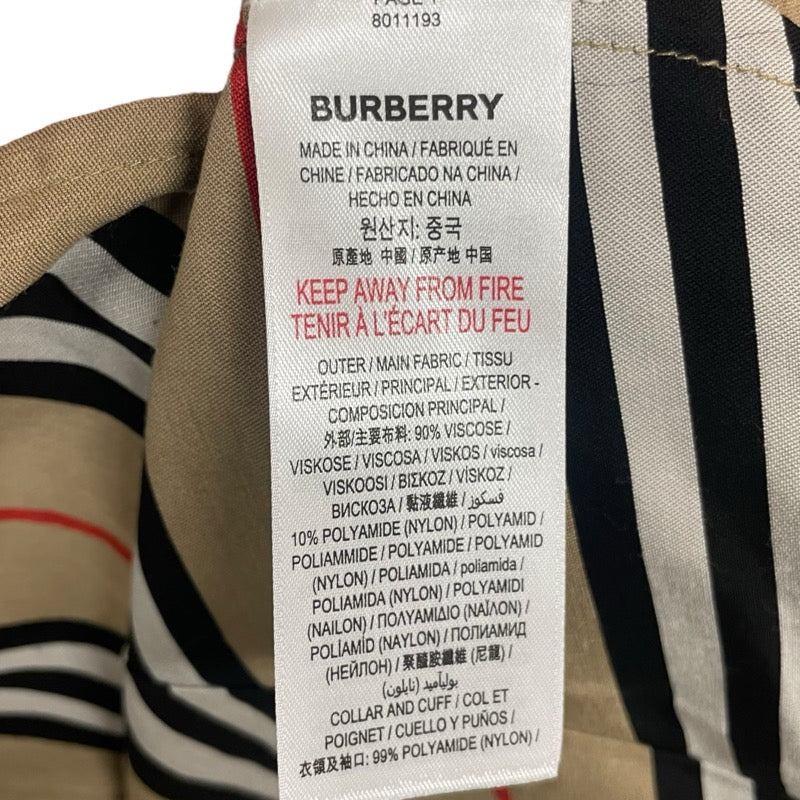 PAGE 1
8011193
BURBERRY
MADE IN CHINA / FABRIQUÉ EN
CHINE / FABRICADO NA CHINA /
HECHO EN CHINA
원산지: 중국
原產地 中國 / 原产地 中国
KEEP AWAY FROM FIRE
TENIR À L'ÉCART DU FEU
OUTER / MAIN FABRIC / TISSU
EXTÉRIEUR / PRINCIPAL / EXTERIOR -
COMPOSICION PRINCIPAL /
外部/主要布料: 90% VISCOSE /
VISKOSE / VISCOSA / VISKOS / viscosa /
VISKOOSI / ΒΙΣΚΟΖ / VİSKOZ /
ВИСКОЗА / 黏液纖維 / فسكوز /
10% POLYAMIDE (NYLON) / POLYAMID /
POLIAMMIDE / POLYAMIDE / POLYAMID
(NYLON) / POLIAMIDA / poliamida /
POLIAMIDA (NYLON) / POLYAMIDI
(NAILON) / ΠΟΛΥΑΜΙΔΙΟ (ΝΑΪΛΟΝ) /
POLİAMİD (NAYLON) / ПОЛИАМИД
(НЕЙЛОН) / 聚醯胺纖維 (尼龍) /
بولياميد (نايلون)
COLLAR AND CUFF / COL ET
POIGNET / CUELLO Y PUÑOS /
衣領及袖口: 99% POLYAMIDE (NYLON) /